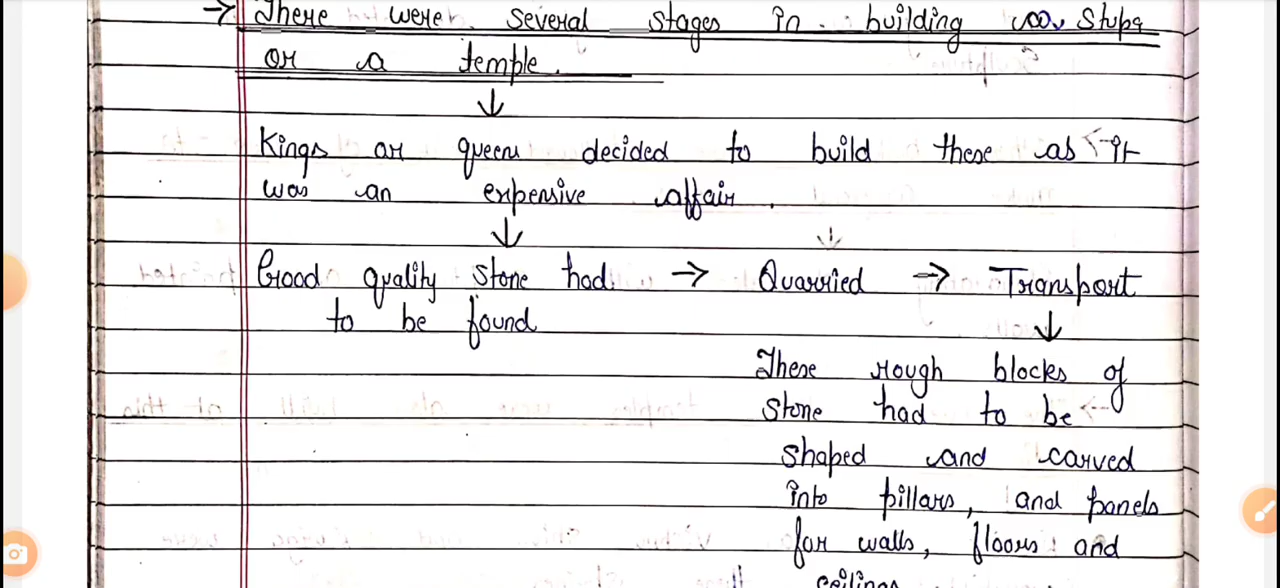 → There were several stages in building a Stupa
or a temple.
↓
Kings or queens decided to build these as it
was an expensive affair.
↓
Good quality stone had → Quarried → Transport
to be found
↓
These rough blocks of
stone had to be
shaped and carved
into pillars, and panels
for walls, floors and
ceilings